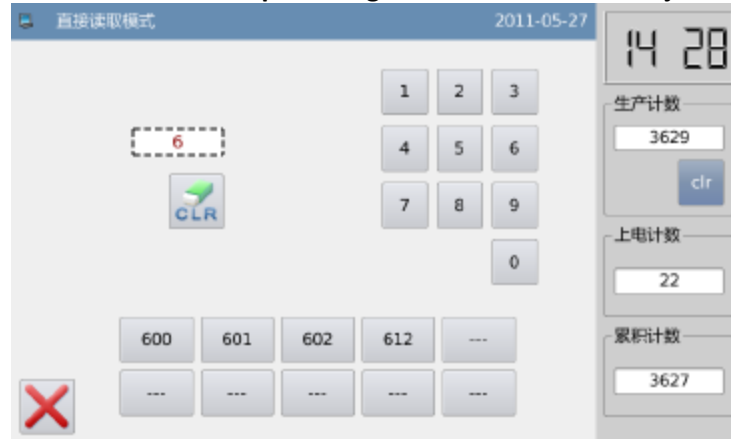 直接读取模式 2011-05-27
14 28
1 2 3
生产计数
6
3629
4 5 6
clr
CLR
7 8 9
上电计数
0
22
600 601 602 612 ---
累积计数
--- --- --- --- ---
3627